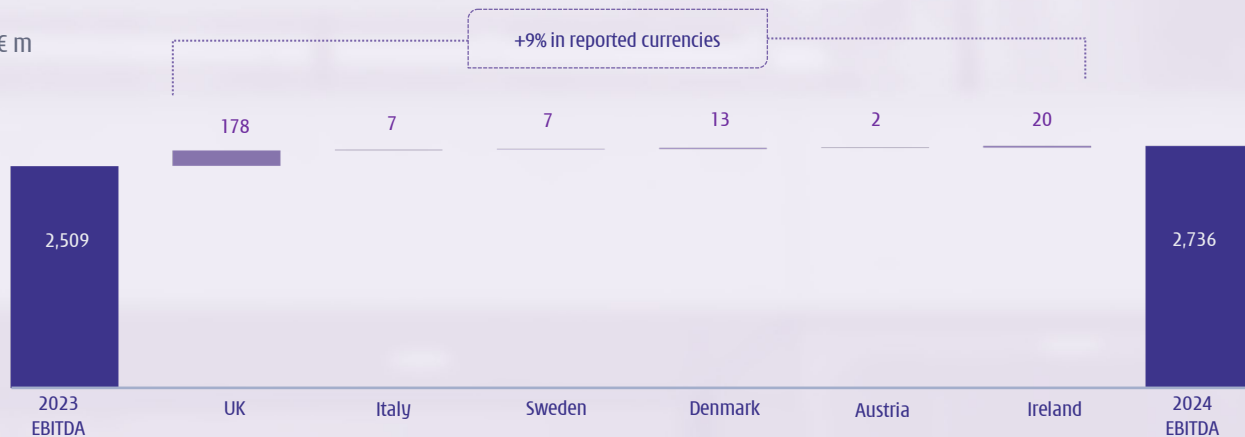 € m
+9% in reported currencies
178
7
7
13
2
20
2,509
2,736
2023
EBITDA
UK
Italy
Sweden
Denmark
Austria
Ireland
2024
EBITDA